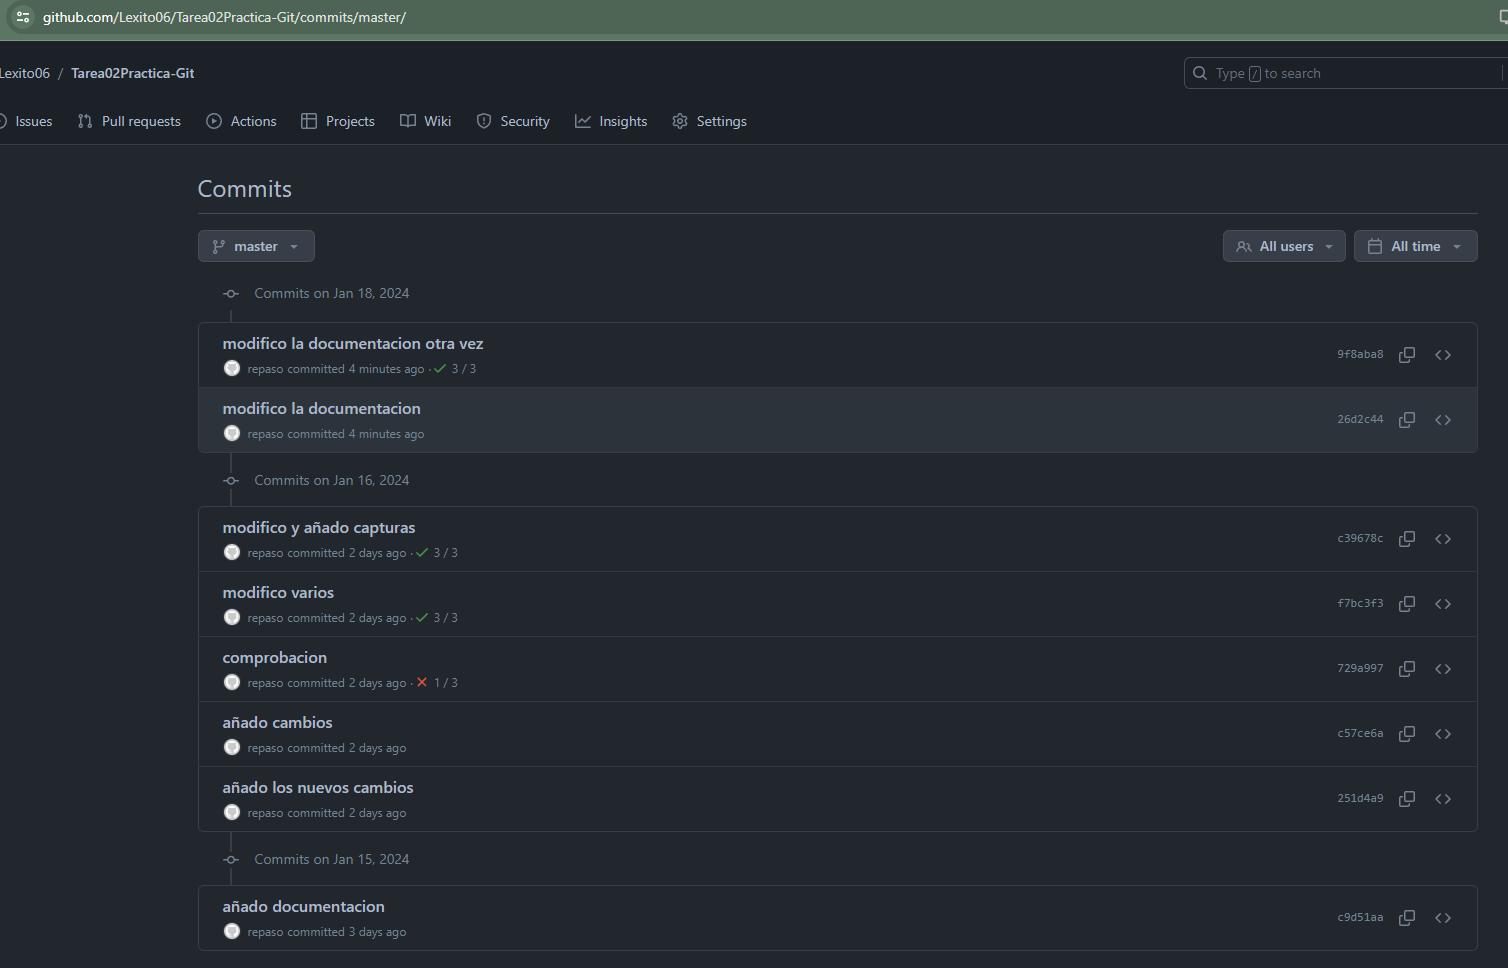 github.com/Lexito06/Tarea02Practica-Git/commits/master/
Lexito06 / Tarea02Practica-Git
Type / to search
Issues Pull requests Actions Projects Wiki Security Insights Settings
Commits
master All users All time
Commits on Jan 18, 2024
modifico la documentacion otra vez
repaso committed 4 minutes ago · 3 / 3
9f8aba8
modifico la documentacion
repaso committed 4 minutes ago
26d2c44
Commits on Jan 16, 2024
modifico y añado capturas
repaso committed 2 days ago · 3 / 3
c39678c
modifico varios
repaso committed 2 days ago · 3 / 3
f7bc3f3
comprobacion
repaso committed 2 days ago · 1 / 3
729a997
añado cambios
repaso committed 2 days ago
c57ce6a
añado los nuevos cambios
repaso committed 2 days ago
251d4a9
Commits on Jan 15, 2024
añado documentacion
repaso committed 3 days ago
c9d51aa